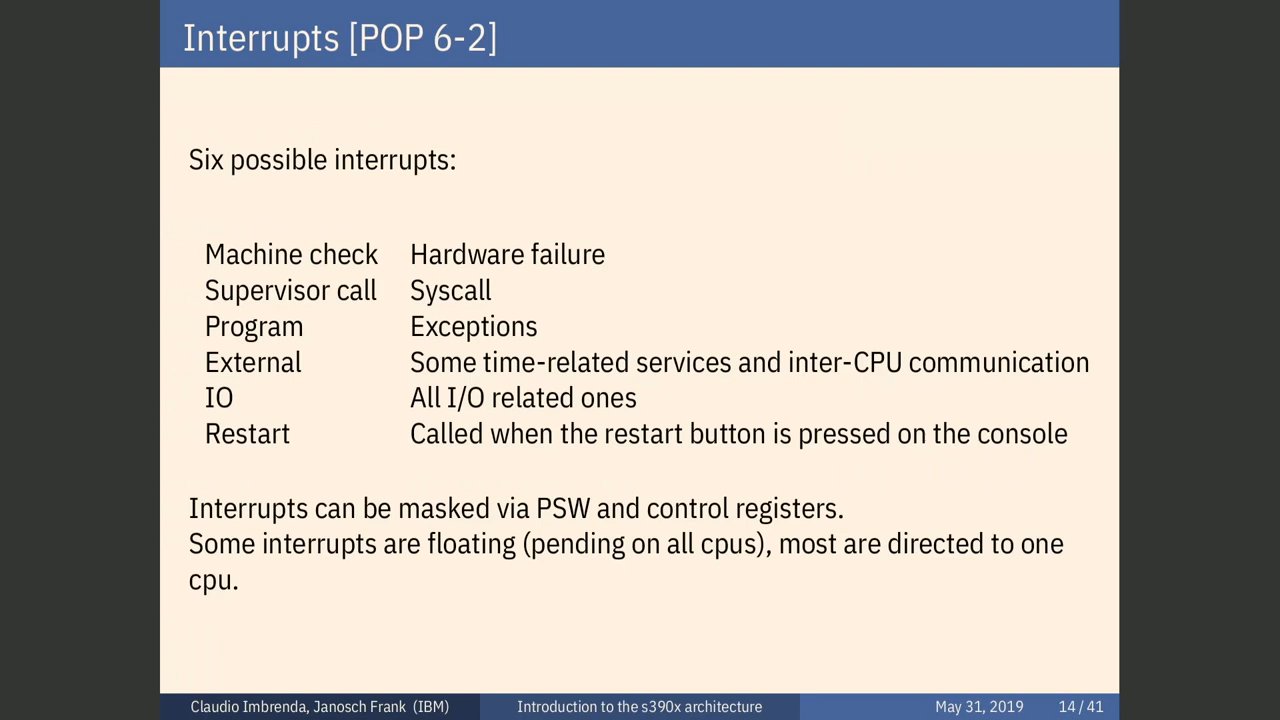 Interrupts [POP 6-2]
Six possible interrupts:
Machine check Hardware failure
Supervisor call Syscall
Program Exceptions
External Some time-related services and inter-CPU communication
IO All I/O related ones
Restart Called when the restart button is pressed on the console
Interrupts can be masked via PSW and control registers.
Some interrupts are floating (pending on all cpus), most are directed to one
cpu.
Claudio Imbrenda, Janosch Frank (IBM) Introduction to the s390x architecture May 31, 2019 14 / 41